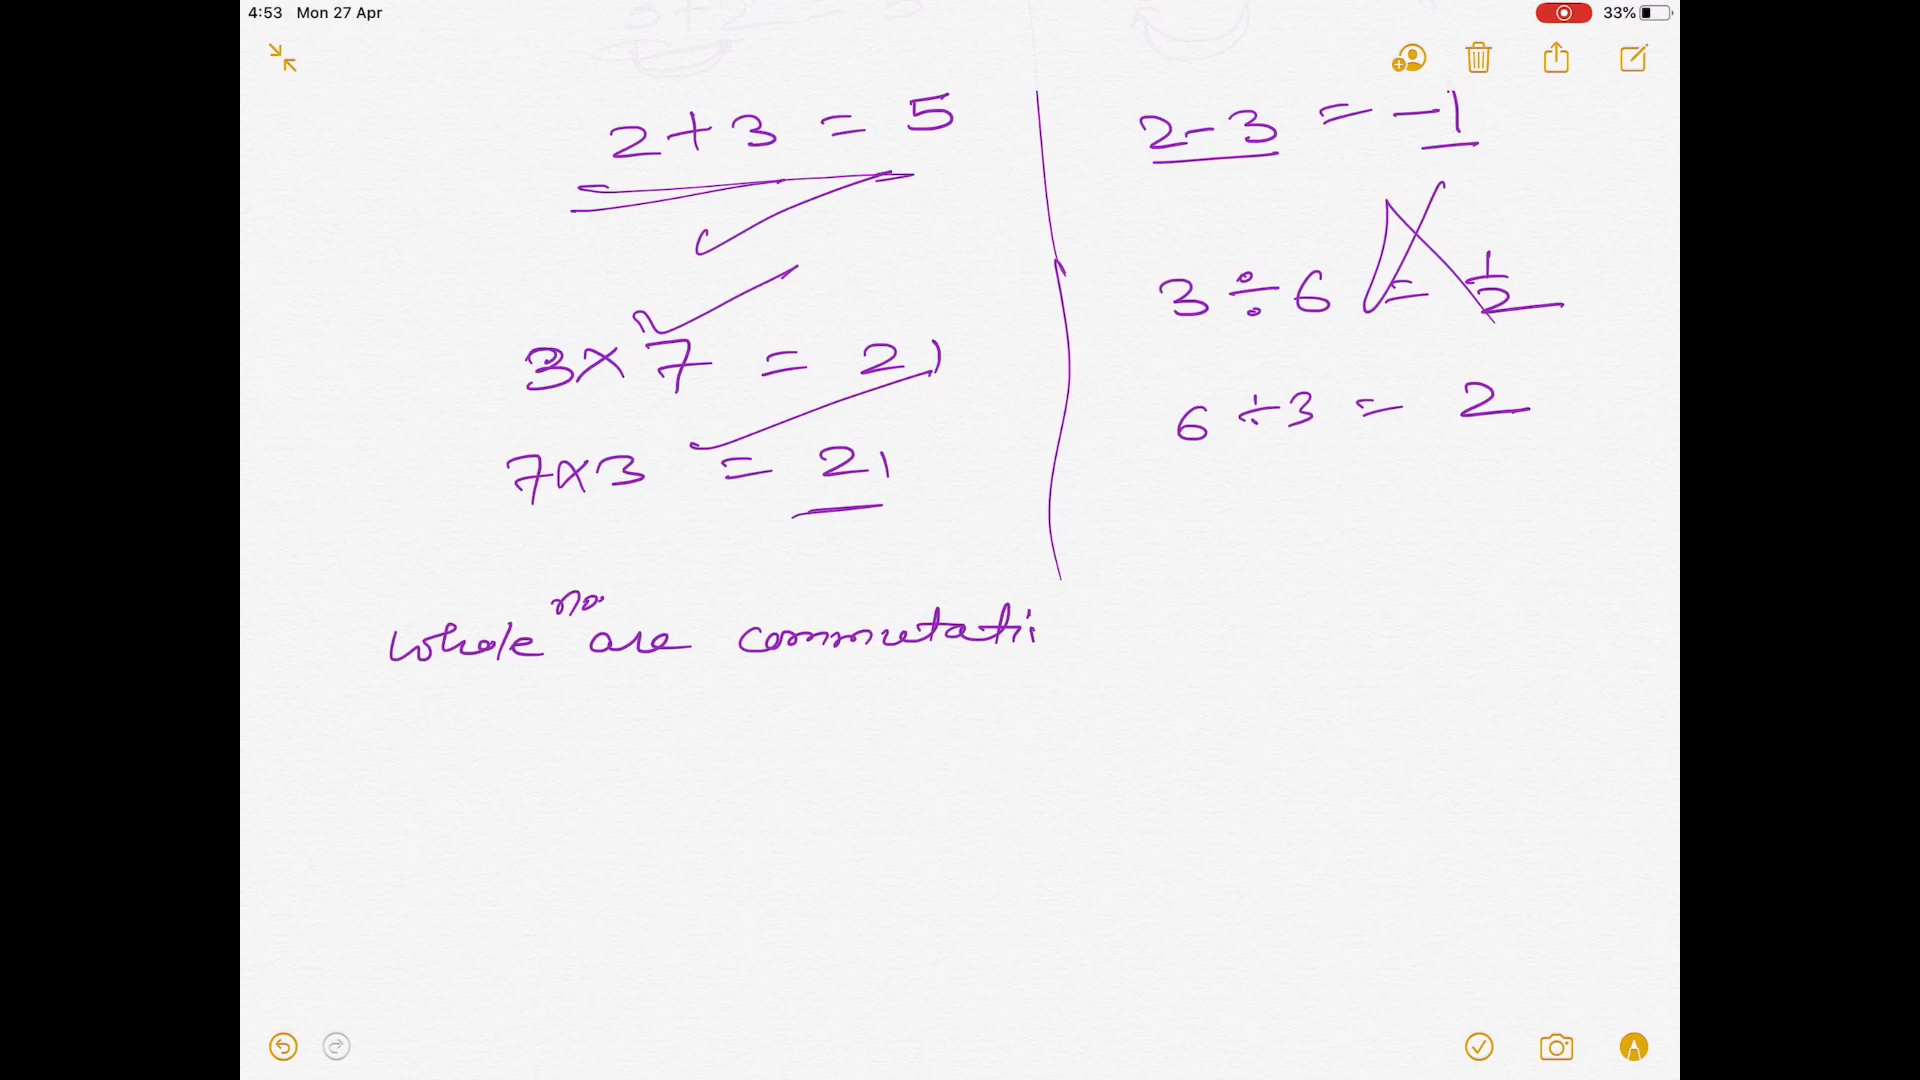 4:53 Mon 27 Apr
33%
2+3 = 5
3×7 = 21
7×3 = 21
2-3 = -1
3÷6 = 1/2
6÷3 = 2
no.
whole are commutati